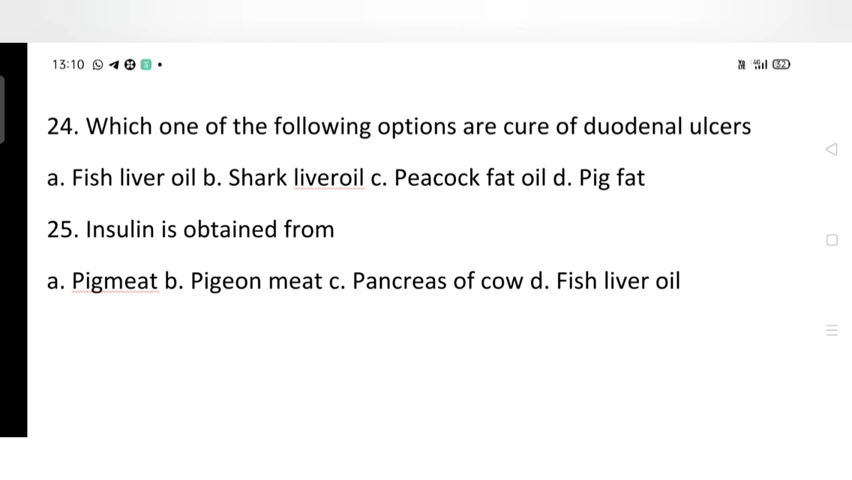 13:10
24. Which one of the following options are cure of duodenal ulcers
a. Fish liver oil b. Shark liveroil c. Peacock fat oil d. Pig fat
25. Insulin is obtained from
a. Pigmeat b. Pigeon meat c. Pancreas of cow d. Fish liver oil